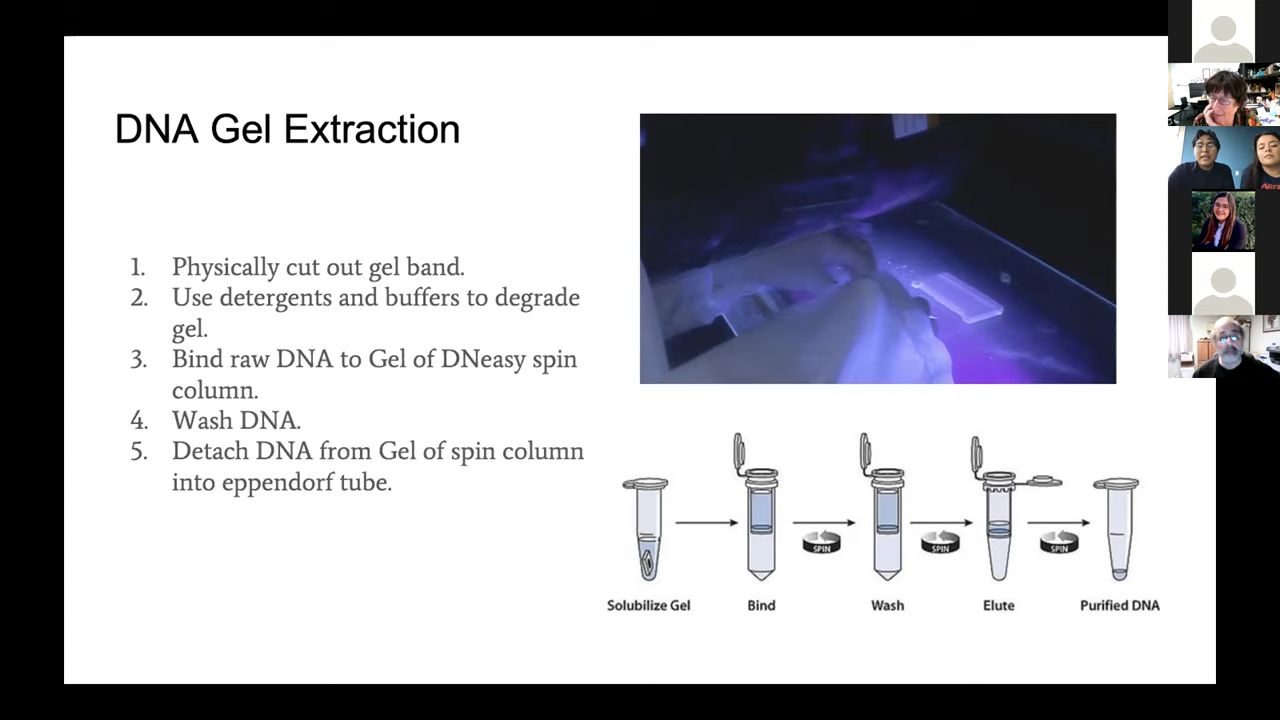 DNA Gel Extraction
1. Physically cut out gel band.
2. Use detergents and buffers to degrade
gel.
3. Bind raw DNA to Gel of DNeasy spin
column.
4. Wash DNA.
5. Detach DNA from Gel of spin column
into eppendorf tube.
SPIN SPIN SPIN
Solubilize Gel Bind Wash Elute Purified DNA